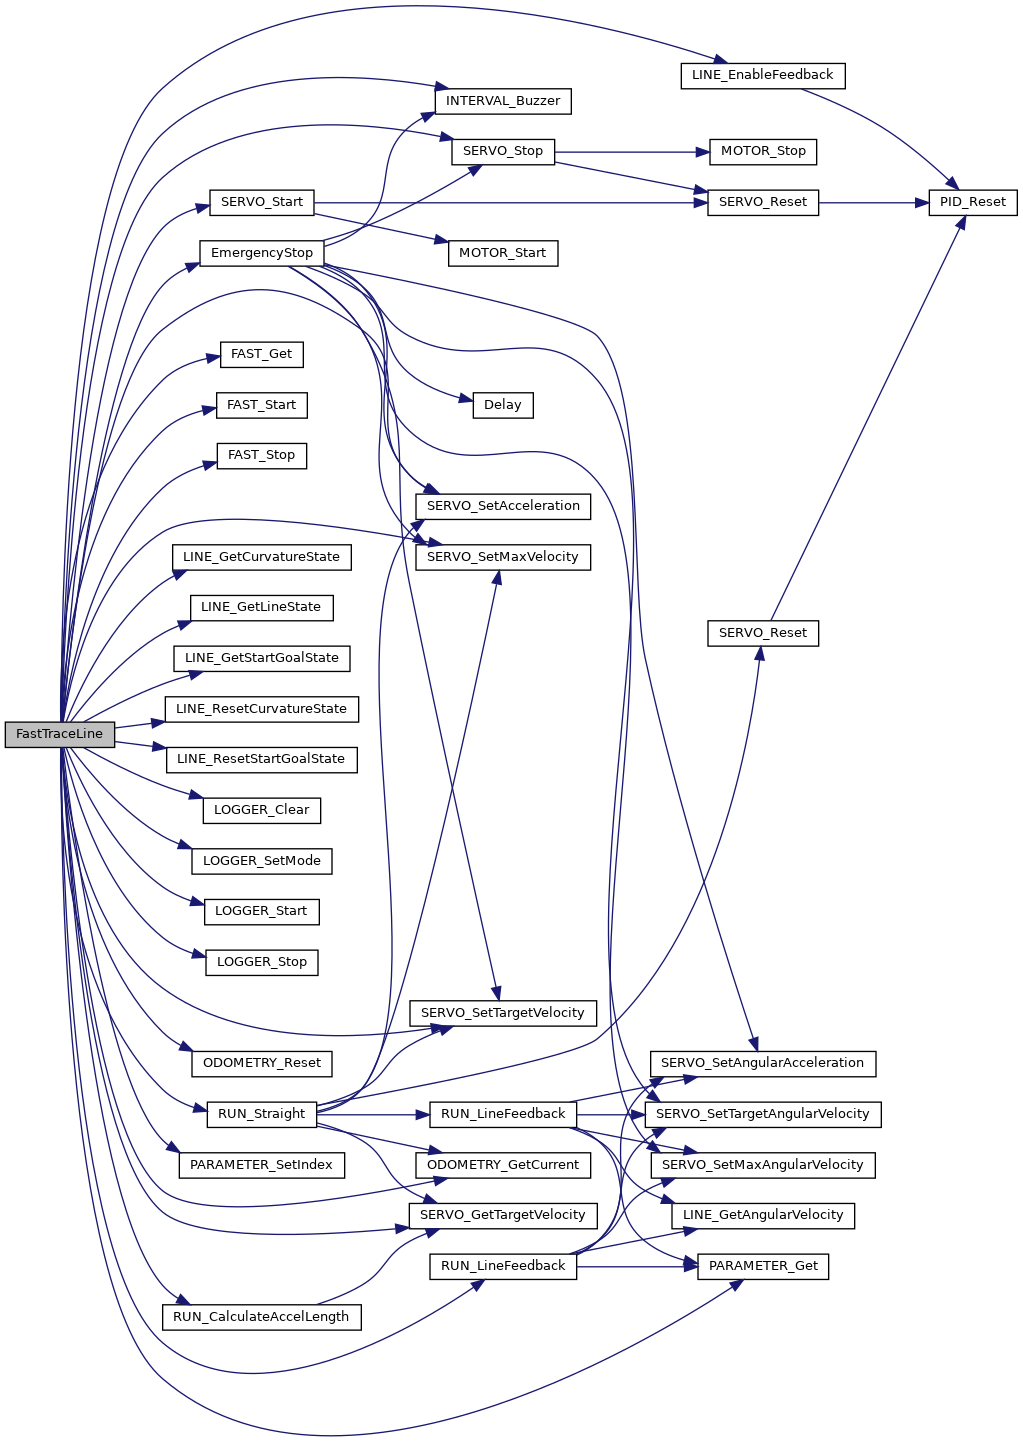 LINE_EnableFeedback
INTERVAL_Buzzer
SERVO_Stop
MOTOR_Stop
SERVO_Start
SERVO_Reset
PID_Reset
EmergencyStop
MOTOR_Start
FAST_Get
FAST_Start
Delay
FAST_Stop
SERVO_SetAcceleration
LINE_GetCurvatureState
SERVO_SetMaxVelocity
LINE_GetLineState
SERVO_Reset
LINE_GetStartGoalState
LINE_ResetCurvatureState
FastTraceLine
LINE_ResetStartGoalState
LOGGER_Clear
LOGGER_SetMode
LOGGER_Start
LOGGER_Stop
SERVO_SetTargetVelocity
ODOMETRY_Reset
SERVO_SetAngularAcceleration
RUN_Straight
RUN_LineFeedback
SERVO_SetTargetAngularVelocity
PARAMETER_SetIndex
ODOMETRY_GetCurrent
SERVO_SetMaxAngularVelocity
SERVO_GetTargetVelocity
LINE_GetAngularVelocity
RUN_LineFeedback
PARAMETER_Get
RUN_CalculateAccelLength